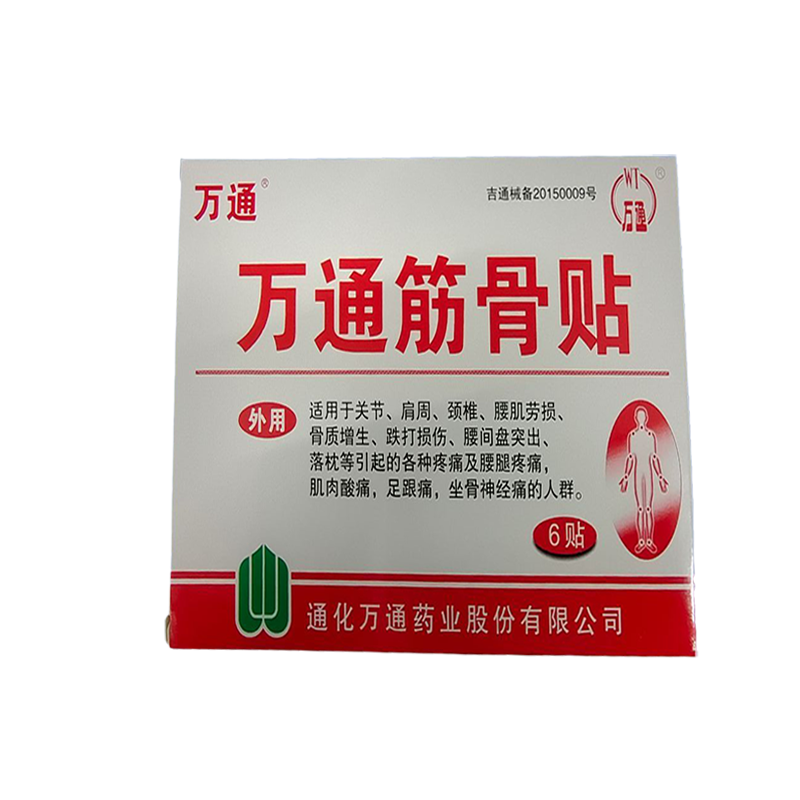 万通®
吉通械备20150009号
WT
万通
®
万通筋骨贴
外用
适用于关节、肩周、颈椎、腰肌劳损、
骨质增生、跌打损伤、腰间盘突出、
落枕等引起的各种疼痛及腰腿疼痛，
肌肉酸痛，足跟痛，坐骨神经痛的人群。
6贴
通化万通药业股份有限公司